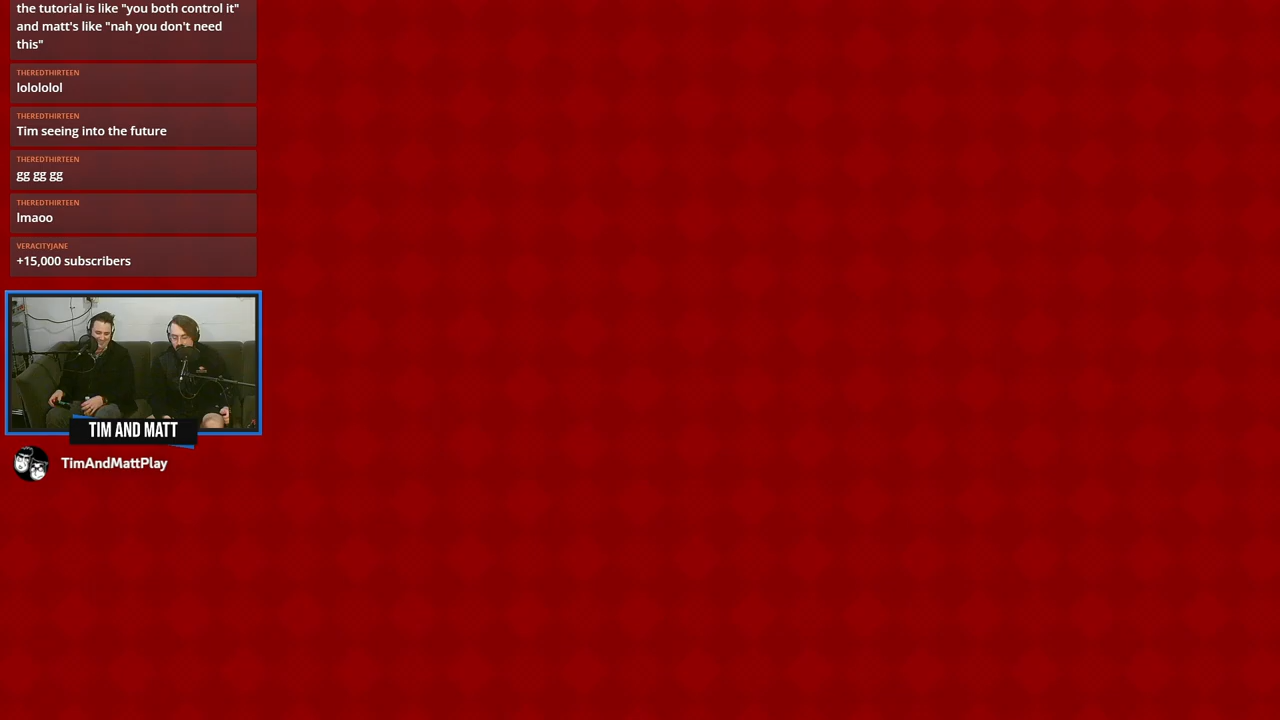 the tutorial is like "you both control it"
and matt's like "nah you don't need
this"
THEREDTHIRTEEN
lolololol
THEREDTHIRTEEN
Tim seeing into the future
THEREDTHIRTEEN
gg gg gg
THEREDTHIRTEEN
lmaoo
VERACITYJANE
+15,000 subscribers
TIM AND MATT
TimAndMattPlay